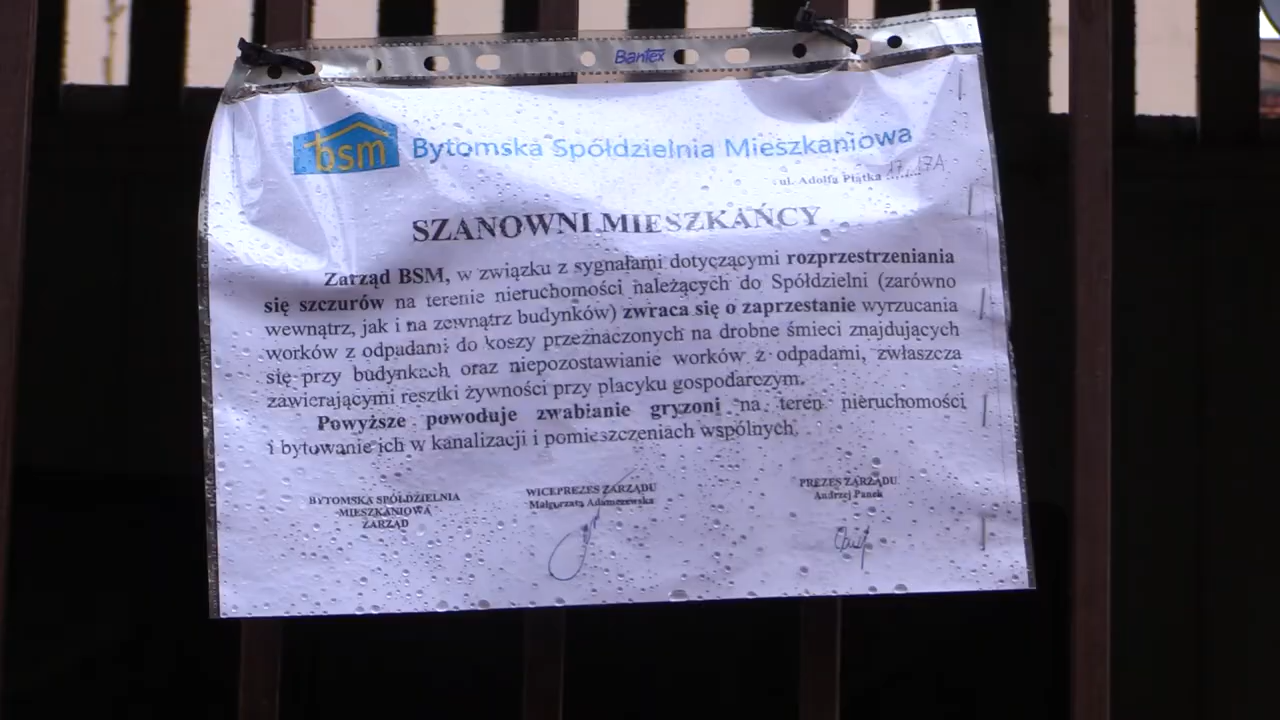 Bantex
bsm Bytomska Spółdzielnia Mieszkaniowa
ul. Adolfa Piątka 17, 17A
SZANOWNI MIESZKAŃCY
Zarząd BSM, w związku z sygnałami dotyczącymi rozprzestrzeniania
się szczurów na terenie nieruchomości należących do Spółdzielni (zarówno
wewnątrz, jak i na zewnątrz budynków) zwraca się o zaprzestanie wyrzucania
worków z odpadami do koszy przeznaczonych na drobne śmieci znajdujących
się przy budynkach oraz niepozostawianie worków z odpadami, zwłaszcza
zawierającymi resztki żywności przy placyku gospodarczym.
Powyższe powoduje zwabianie gryzoni na teren nieruchomości
i bytowanie ich w kanalizacji i pomieszczeniach wspólnych.
BYTOMSKA SPÓŁDZIELNIA
MIESZKANIOWA
ZARZĄD
WICEPREZES ZARZĄDU
Małgorzata Adamczewska
PREZES ZARZĄDU
Andrzej Panek